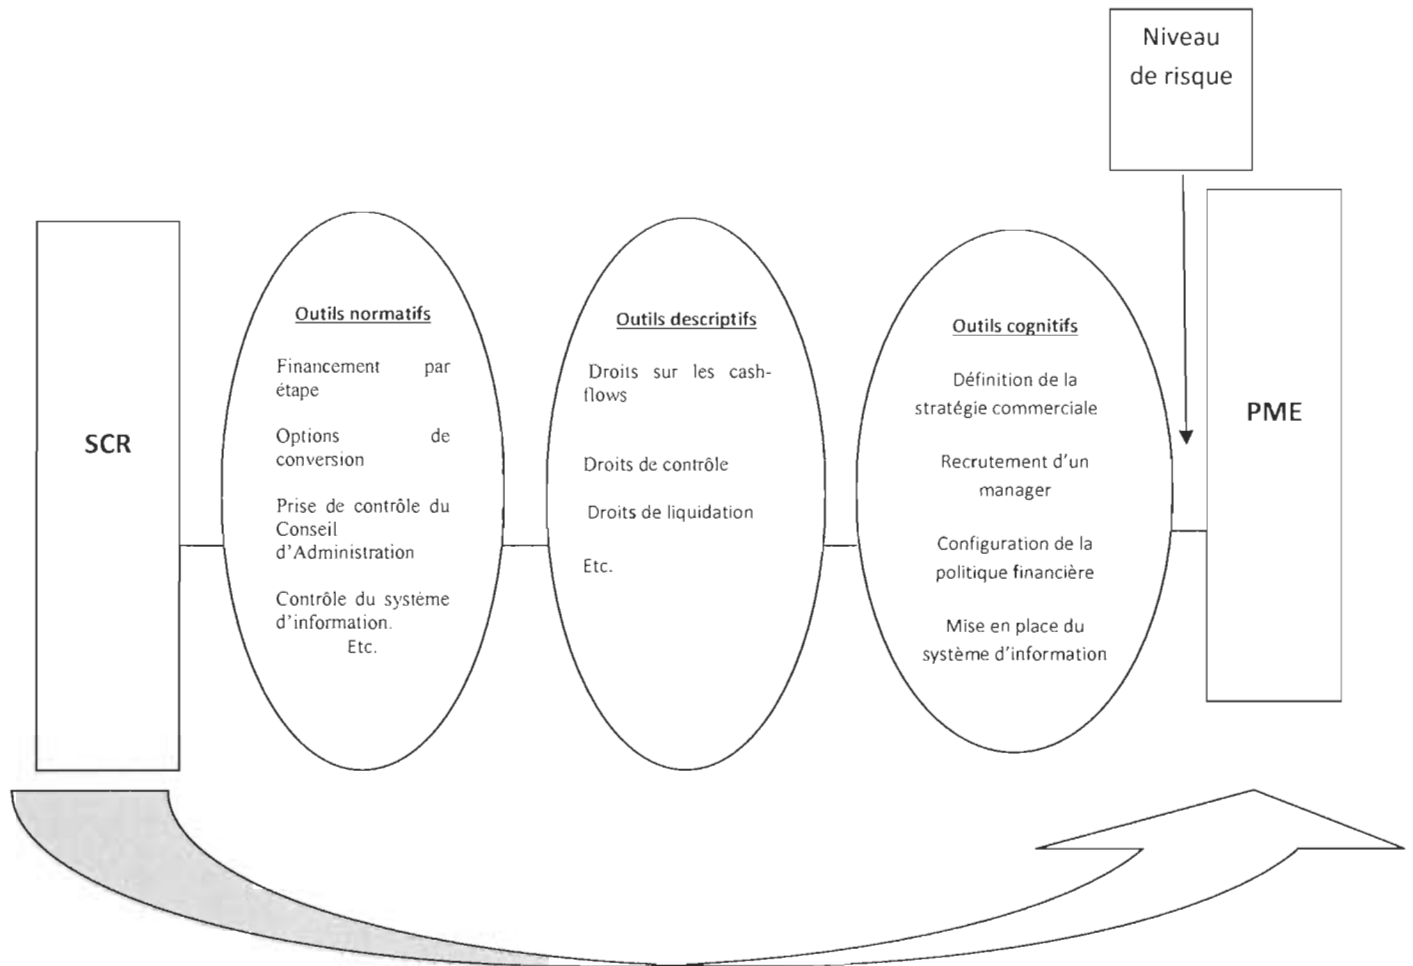 Niveau
de risque
SCR
Outils normatifs
Financement par
étape
Options de
conversion
Prise de contrôle du
Conseil
d'Administration
Contrôle du système
d'information.
Etc.
Outils descriptifs
Droits sur les cash-
flows
Droits de contrôle
Droits de liquidation
Etc.
Outils cognitifs
Définition de la
stratégie commerciale
Recrutement d'un
manager
Configuration de la
politique financière
Mise en place du
système d'information
PME